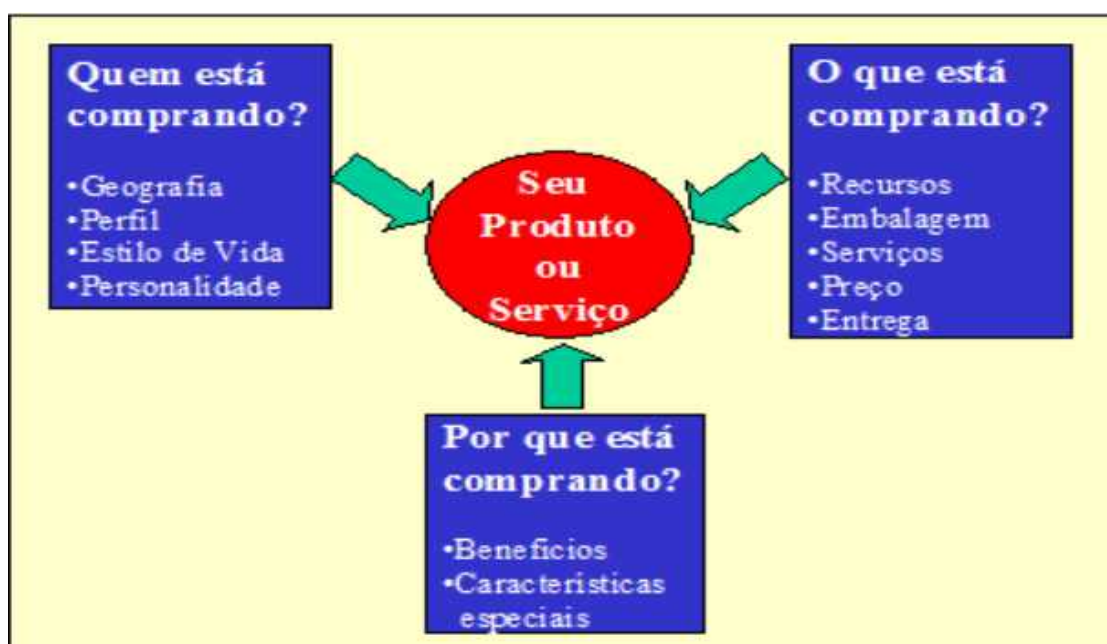 Quem está
comprando?
•Geografia
•Perfil
•Estilo de Vida
•Personalidade
Seu
Produto
ou
Serviço
O que está
comprando?
•Recursos
•Embalagem
•Serviços
•Preço
•Entrega
Por que está
comprando?
•Beneficios
•Características
especiais